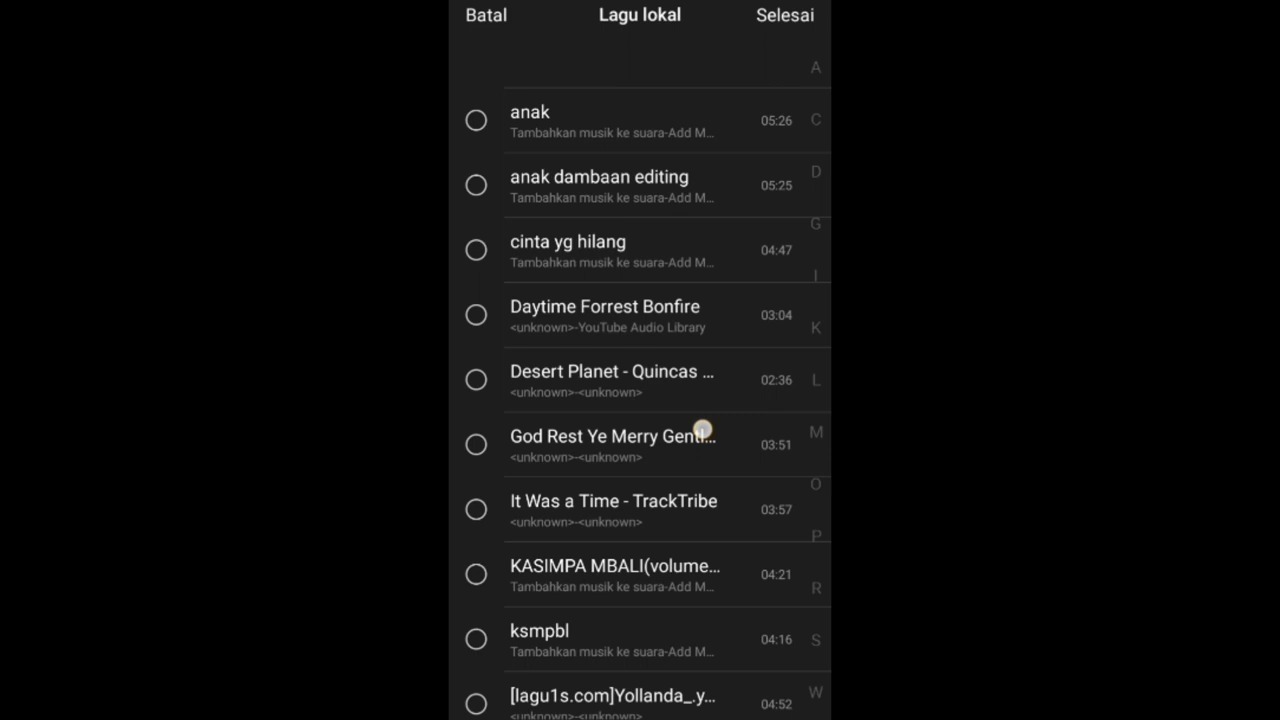 Batal Lagu lokal Selesai
A
anak
Tambahkan musik ke suara-Add M...
05:26
C
anak dambaan editing
Tambahkan musik ke suara-Add M...
05:25
D
cinta yg hilang
Tambahkan musik ke suara-Add M...
04:47
G
I
Daytime Forrest Bonfire
<unknown>-YouTube Audio Library
03:04
K
Desert Planet - Quincas ...
<unknown>-<unknown>
02:36
L
God Rest Ye Merry Gentl...
<unknown>-<unknown>
03:51
M
O
It Was a Time - TrackTribe
<unknown>-<unknown>
03:57
P
KASIMPA MBALI(volume...
Tambahkan musik ke suara-Add M...
04:21
R
ksmpbl
Tambahkan musik ke suara-Add M...
04:16
S
[lagu1s.com]Yollanda_.y...
<unknown>-<unknown>
04:52
W